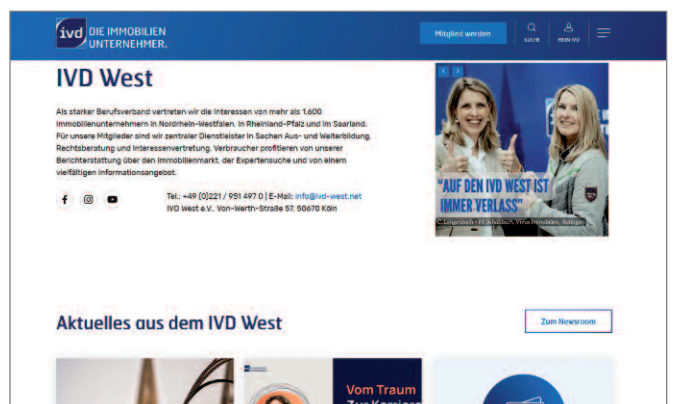 ivd DIE IMMOBILIEN
UNTERNEHMER.
Mitglied werden
SUCHE
MEIN IVD
IVD West
Als starker Berufsverband vertreten wir die Interessen von mehr als 1.600
Immobilienunternehmern in Nordrhein-Westfalen, in Rheinland-Pfalz und im Saarland.
Für unsere Mitglieder sind wir zentraler Dienstleister in Sachen Aus- und Weiterbildung,
Rechtsberatung und Interessenvertretung. Verbraucher profitieren von unserer
Berichterstattung über den Immobilienmarkt, der Expertensuche und von einem
vielfältigen Informationsangebot.
Tel.: +49 (0)221 / 951 497 0 | E-Mail: info@ivd-west.net
IVD West e.V. Von-Werth-Straße 57, 50670 Köln
"AUF DEN IVD WEST IST
IMMER VERLASS"
Aktuelles aus dem IVD West
Zum Newsroom
Vom Traum
Zur Karriere